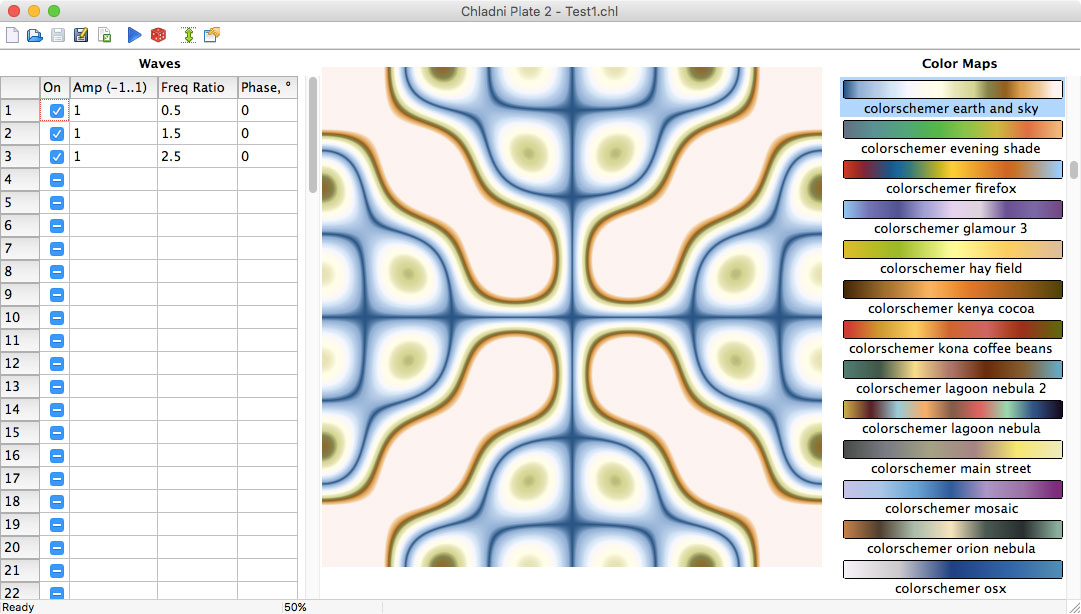 Chladni Plate 2 - Test1.chl
Waves
On Amp (-1..1) Freq Ratio Phase, °
1 1 0.5 0
2 1 1.5 0
3 1 2.5 0
4
5
6
7
8
9
10
11
12
13
14
15
16
17
18
19
20
21
22
Color Maps
colorschemer earth and sky
colorschemer evening shade
colorschemer firefox
colorschemer glamour 3
colorschemer hay field
colorschemer kenya cocoa
colorschemer kona coffee beans
colorschemer lagoon nebula 2
colorschemer lagoon nebula
colorschemer main street
colorschemer mosaic
colorschemer orion nebula
colorschemer osx
Ready 50%